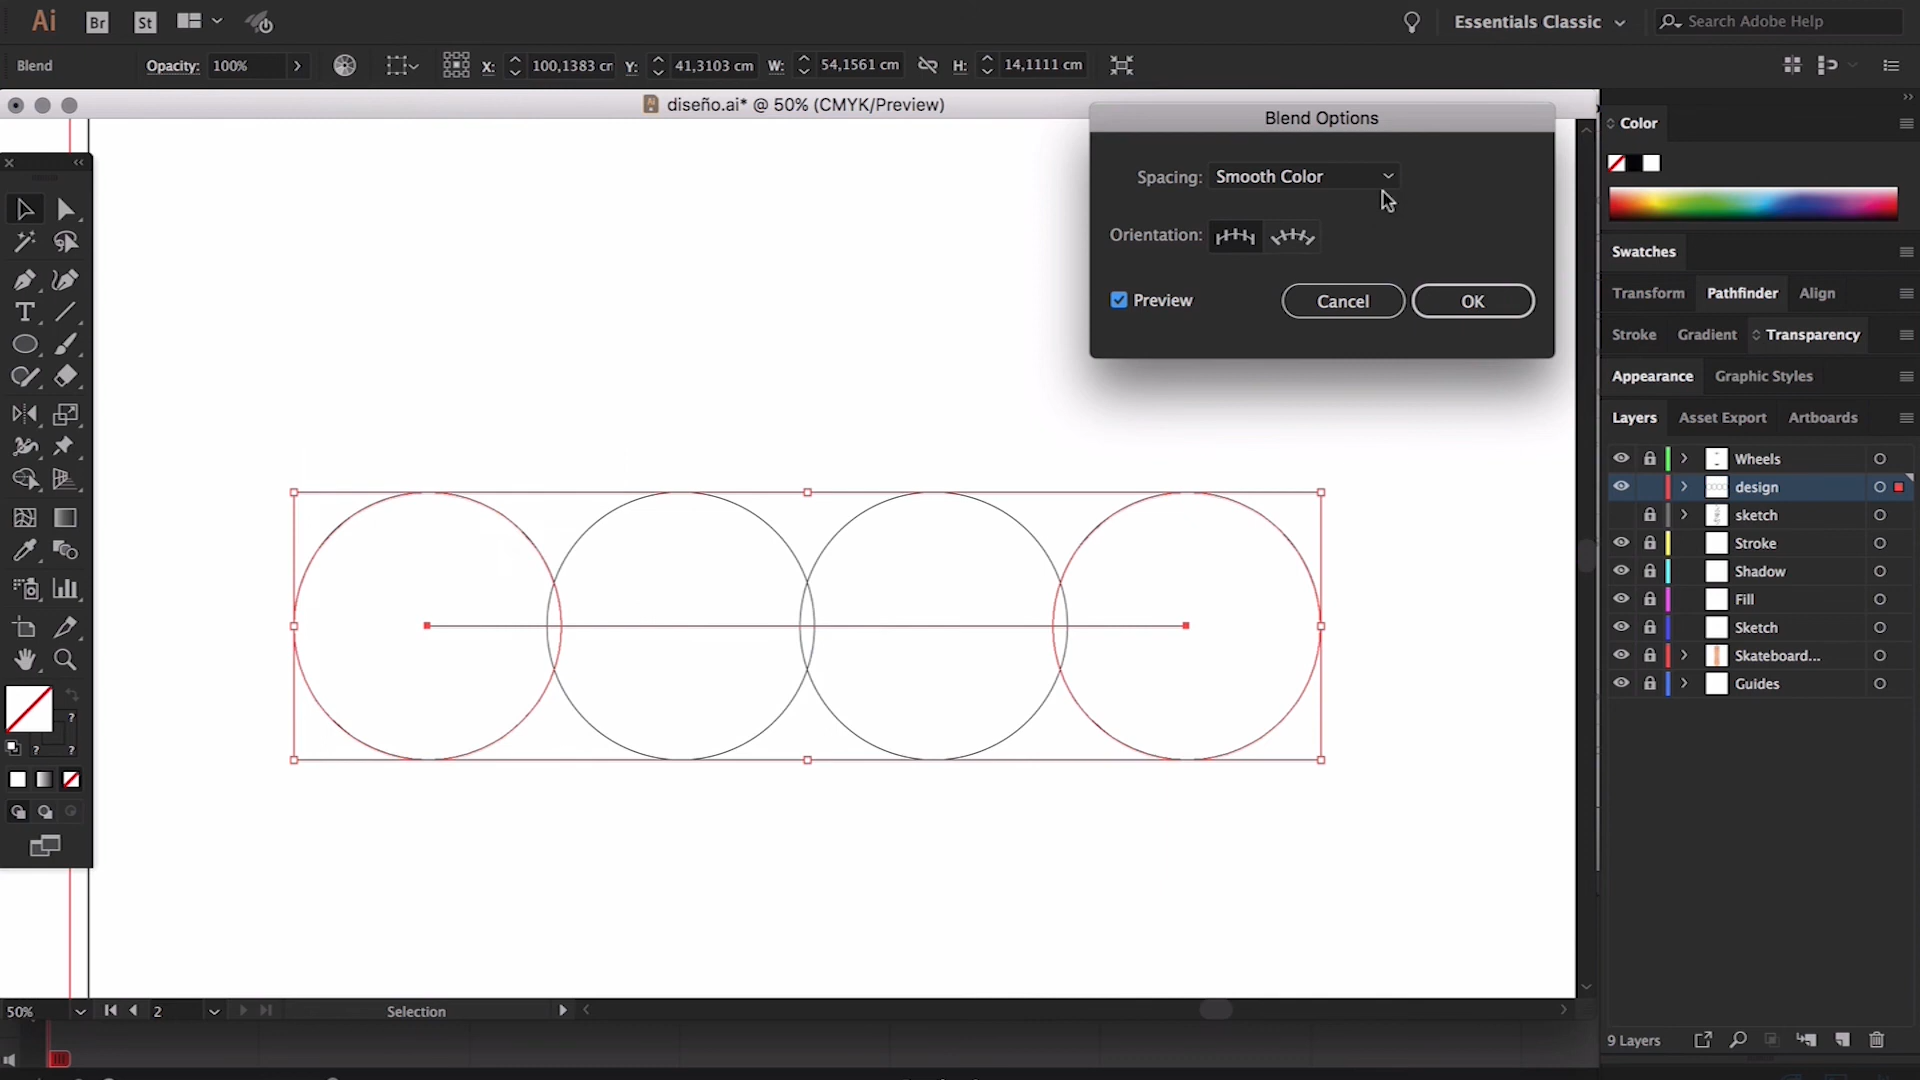 Ai Br St Essentials Classic Search Adobe Help
Blend Opacity: 100% X: 100,1383 cr Y: 41,3103 cm W: 54,1561 cm H: 14,1111 cm
diseño.ai* @ 50% (CMYK/Preview)
Blend Options
Spacing: Smooth Color
Orientation:
Preview Cancel OK
Color
Swatches
Transform Pathfinder Align
Stroke Gradient Transparency
Appearance Graphic Styles
Layers Asset Export Artboards
Wheels
design
sketch
Stroke
Shadow
Fill
Sketch
Skateboard...
Guides
T
?
? ?
50% 2 Selection
9 Layers